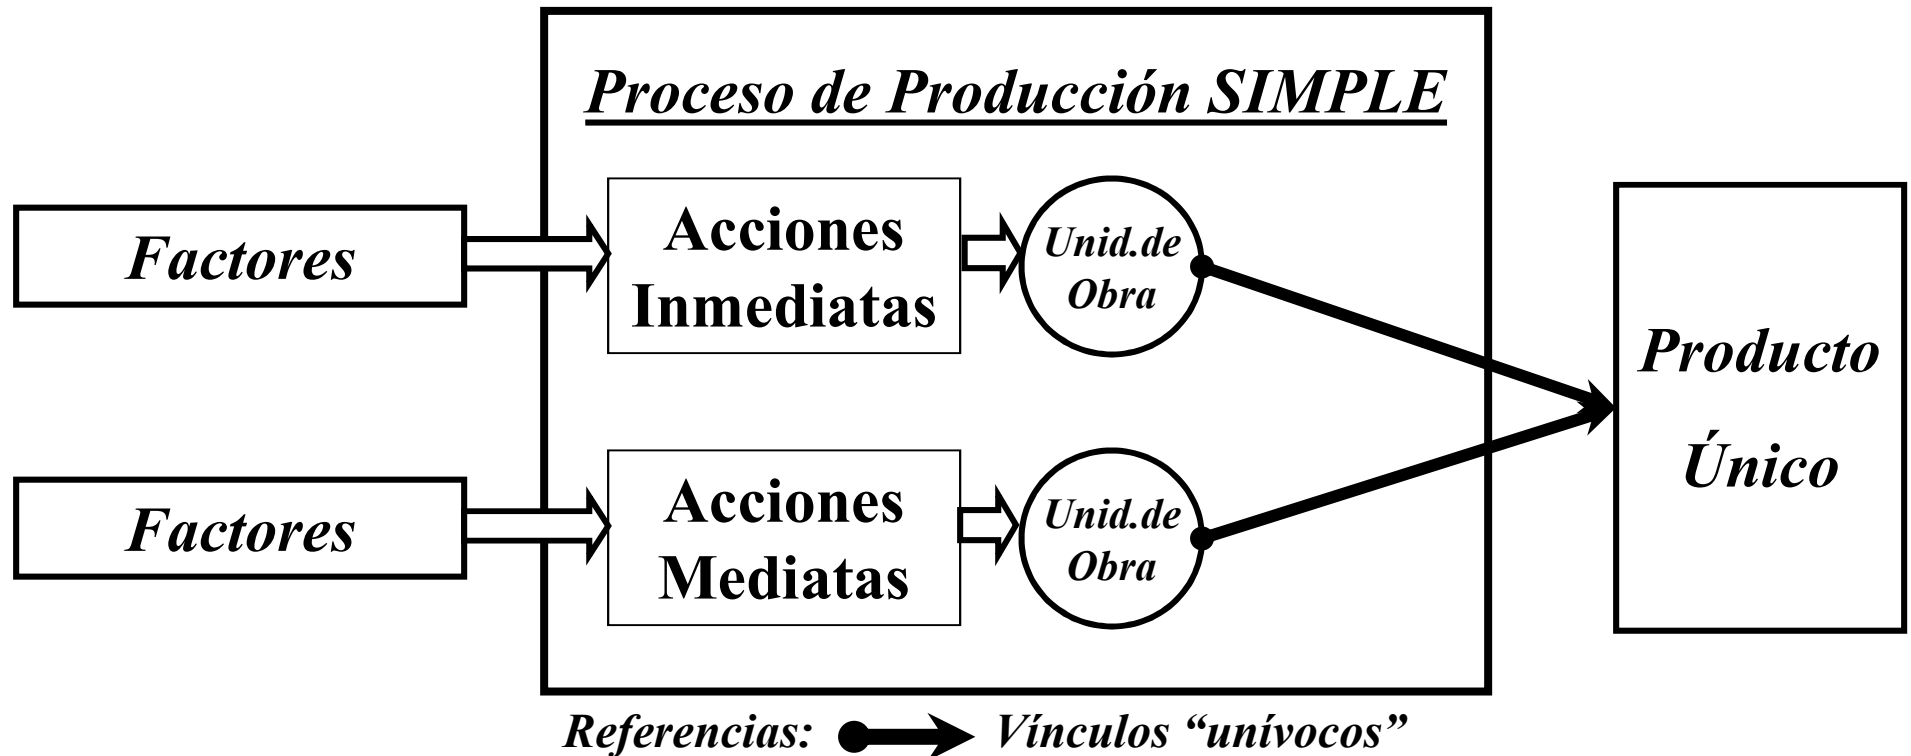 Proceso de Producción SIMPLE
Factores
Acciones
Inmediatas
Unid.de
Obra
Factores
Acciones
Mediatas
Unid.de
Obra
Producto
Único
Referencias: Vínculos “unívocos”